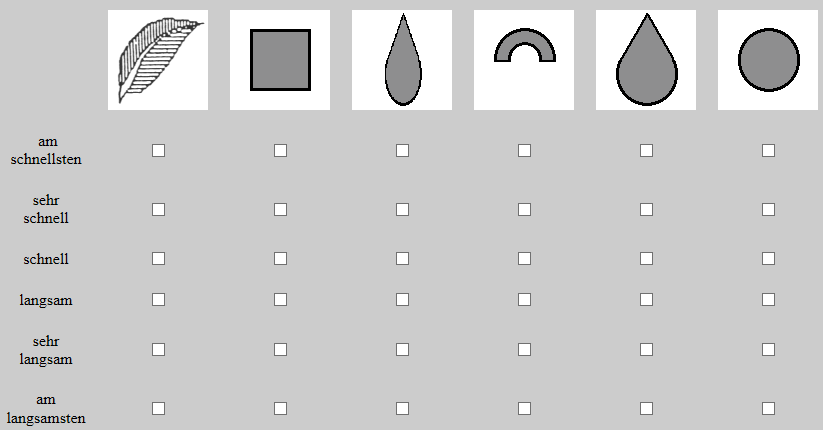 am
schnellsten
sehr
schnell
schnell
langsam
sehr
langsam
am
langsamsten